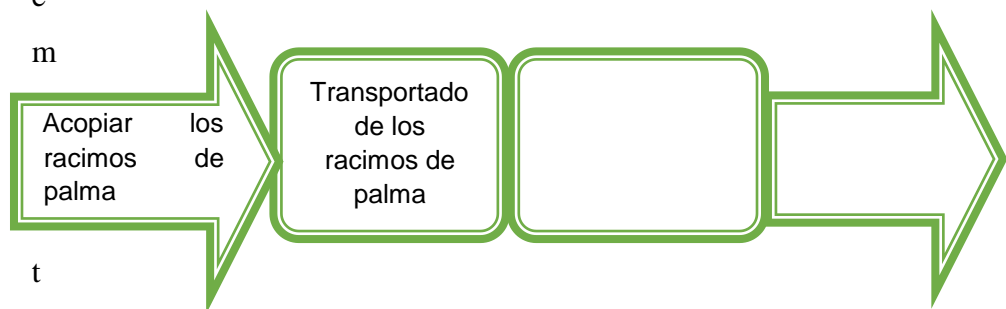 m
Acopiar los
racimos de
palma
Transportado
de los
racimos de
palma
t